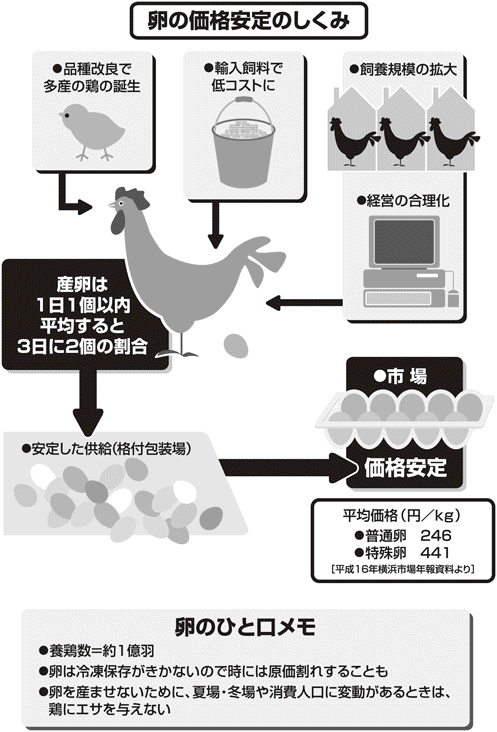 卵の価格安定のしくみ
●品種改良で
多産の鶏の誕生
●輸入飼料で
低コストに
●飼養規模の拡大
●経営の合理化
産卵は
1日1個以内
平均すると
3日に2個の割合
●安定した供給(格付包装場)
●市場
価格安定
平均価格(円/kg)
●普通卵 246
●特殊卵 441
[平成16年横浜市場年報資料より]
卵のひと口メモ
●養鶏数=約1億羽
●卵は冷凍保存がきかないので時には原価割れすることも
●卵を産ませないために、夏場・冬場や消費人口に変動があるときは、
鶏にエサを与えない